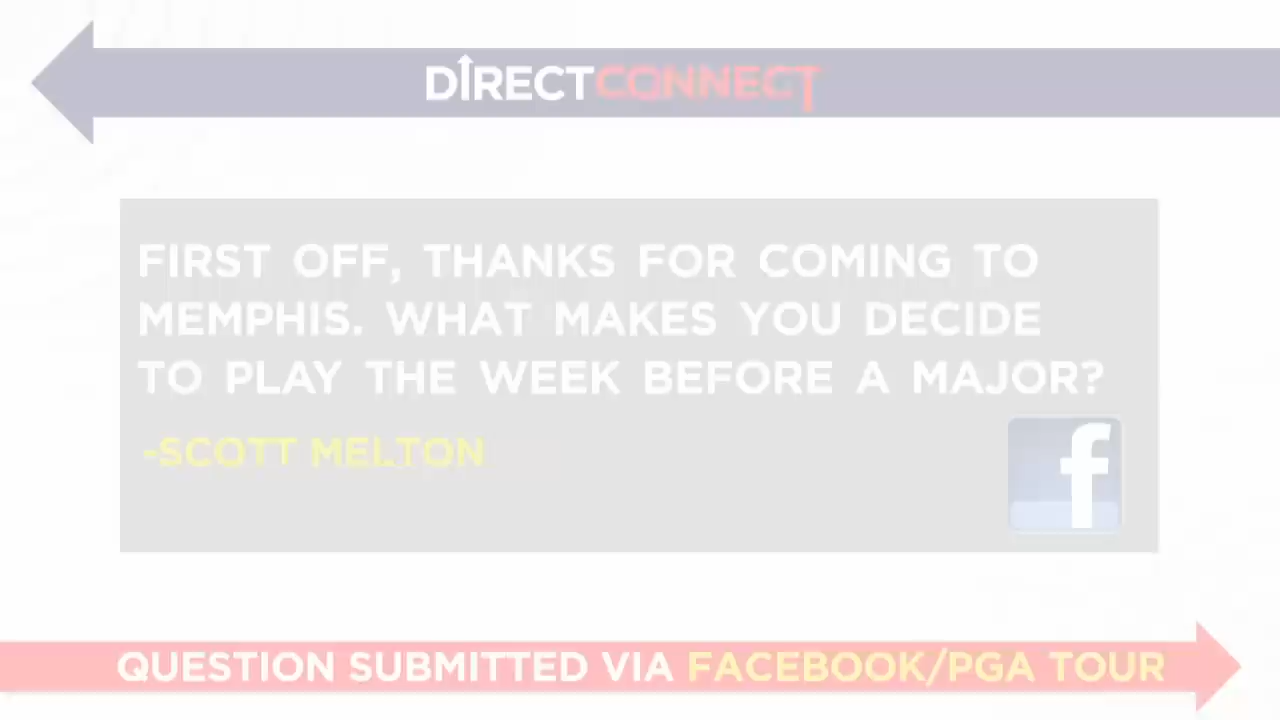 DIRECTCONNECT
FIRST OFF, THANKS FOR COMING TO
MEMPHIS. WHAT MAKES YOU DECIDE
TO PLAY THE WEEK BEFORE A MAJOR?
-SCOTT MELTON
f
QUESTION SUBMITTED VIA FACEBOOK/PGA TOUR